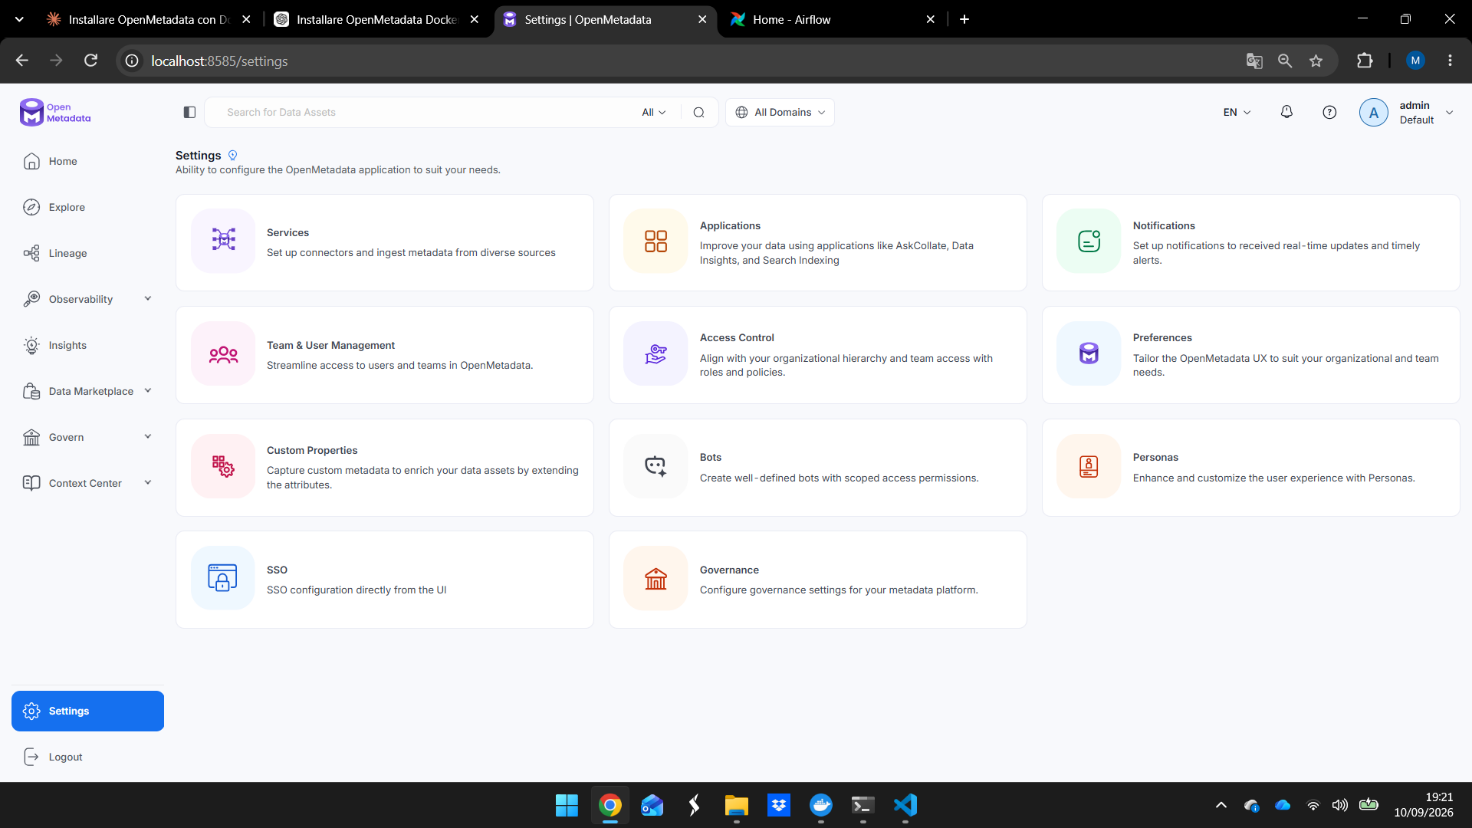 Installare OpenMetadata con Do
Installare OpenMetadata Docke
Settings | OpenMetadata
Home - Airflow
localhost:8585/settings
M
Open
Metadata
Search for Data Assets
All
All Domains
EN
A
admin
Default
Home
Explore
Lineage
Observability
Insights
Data Marketplace
Govern
Context Center
Settings
Logout
Settings
Ability to configure the OpenMetadata application to suit your needs.
Services
Set up connectors and ingest metadata from diverse sources
Applications
Improve your data using applications like AskCollate, Data
Insights, and Search Indexing
Notifications
Set up notifications to received real-time updates and timely
alerts.
Team & User Management
Streamline access to users and teams in OpenMetadata.
Access Control
Align with your organizational hierarchy and team access with
roles and policies.
Preferences
Tailor the OpenMetadata UX to suit your organizational and team
needs.
Custom Properties
Capture custom metadata to enrich your data assets by extending
the attributes.
Bots
Create well-defined bots with scoped access permissions.
Personas
Enhance and customize the user experience with Personas.
SSO
SSO configuration directly from the UI
Governance
Configure governance settings for your metadata platform.
19:21
10/09/2026